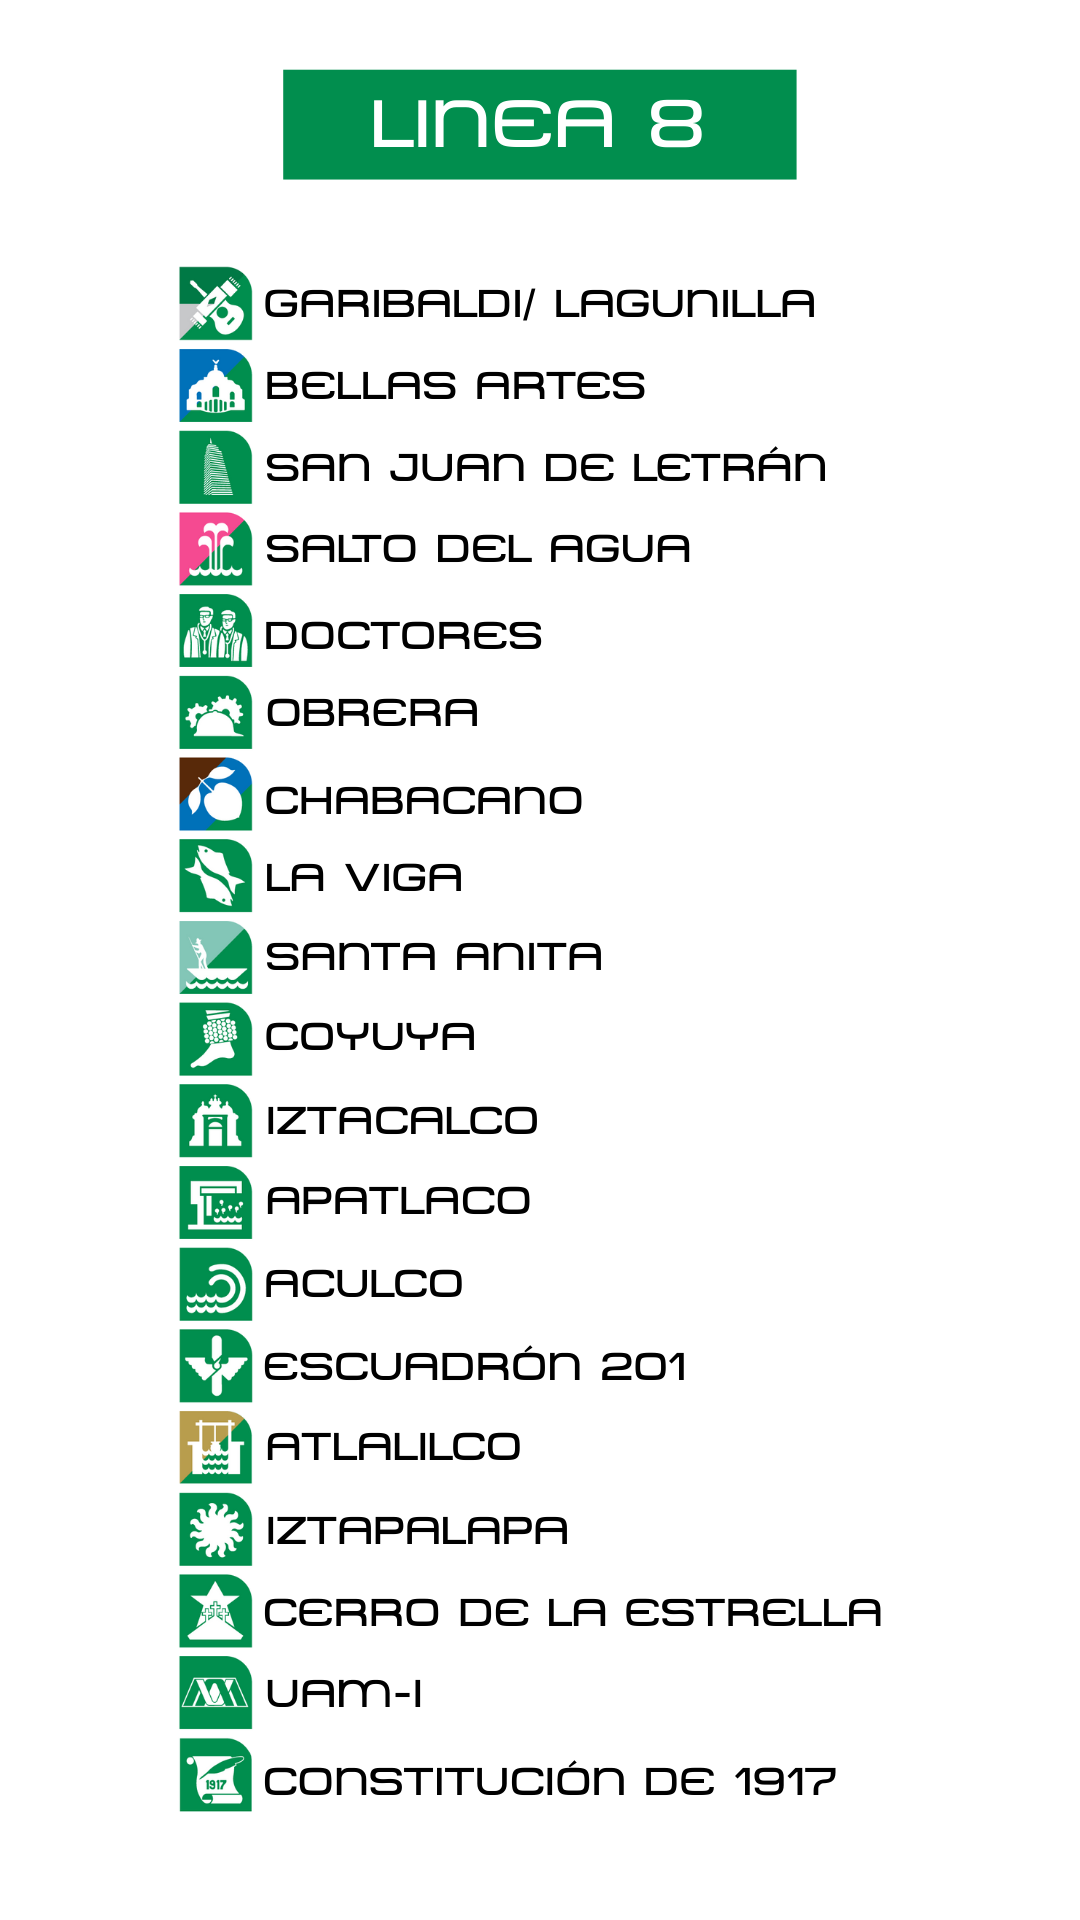 LINEA 8
GARIBALDI/ LAGUNILLA
BELLAS ARTES
SAN JUAN DE LETRÁN
SALTO DEL AGUA
DOCTORES
OBRERA
CHABACANO
LA VIGA
SANTA ANITA
COYUYA
IZTACALCO
APATLACO
ACULCO
ESCUADRÓN 201
ATLALILCO
IZTAPALAPA
CERRO DE LA ESTRELLA
UAM-I
1917
CONSTITUCIÓN DE 1917